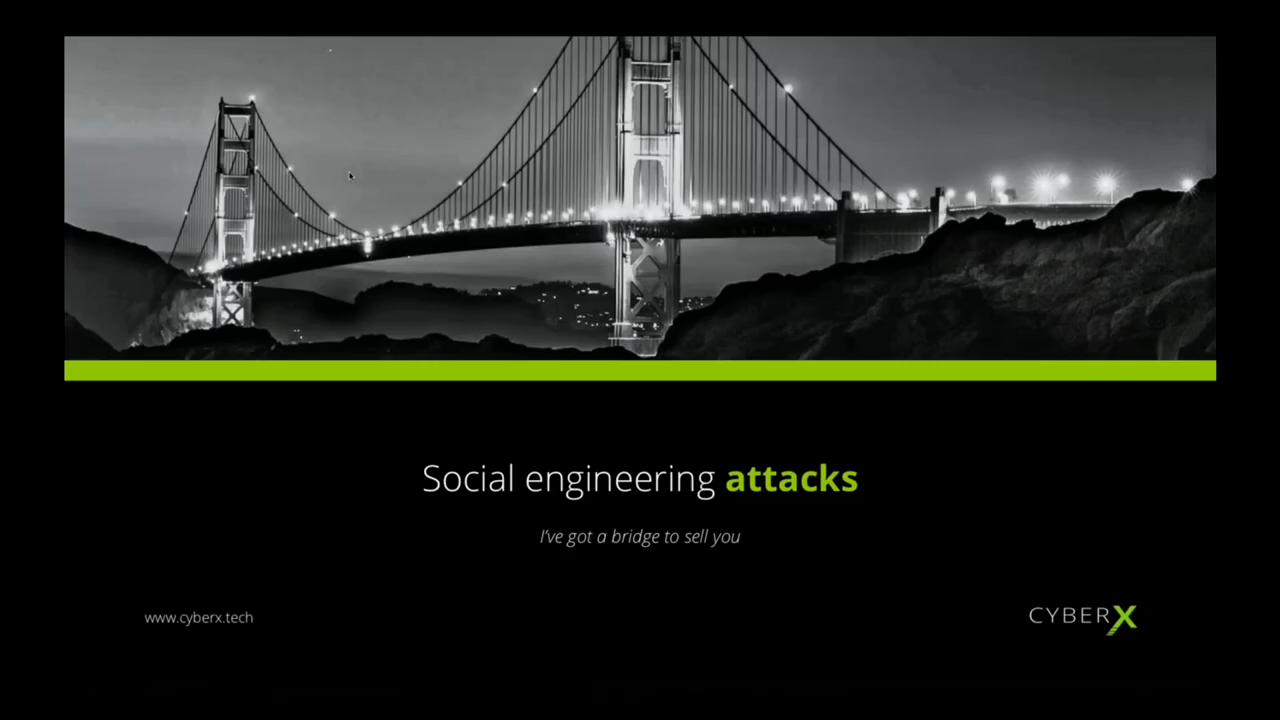 Social engineering attacks
I've got a bridge to sell you
www.cyberx.tech
CYBERX